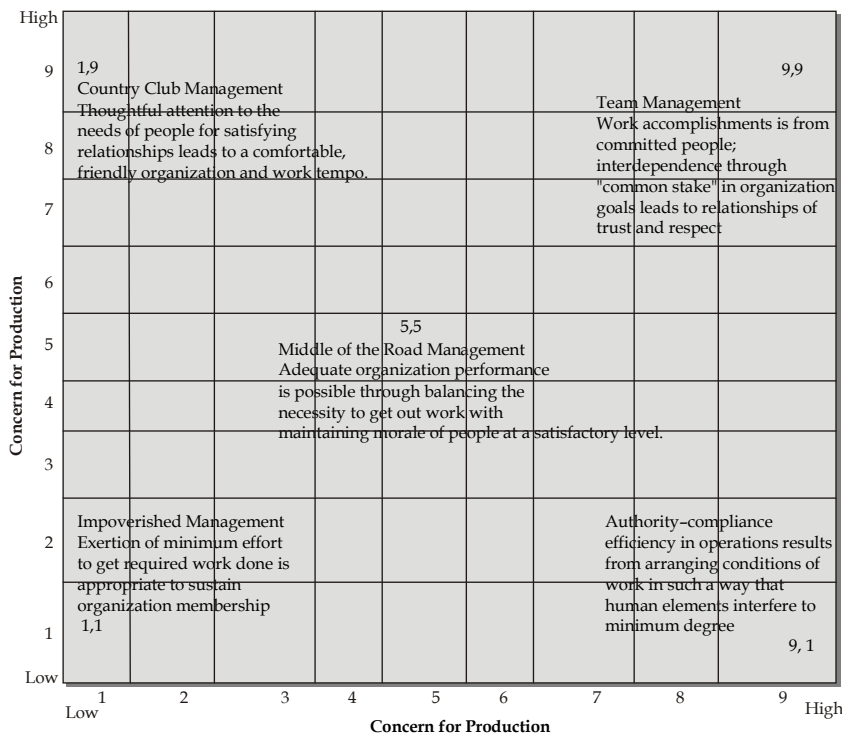 High
9
8
7
6
5
4
3
2
1
Low
Concern for Production
1,9
Country Club Management
Thoughtful attention to the
needs of people for satisfying
relationships leads to a comfortable,
friendly organization and work tempo.
9,9
Team Management
Work accomplishments is from
committed people;
interdependence through
"common stake" in organization
goals leads to relationships of
trust and respect
5,5
Middle of the Road Management
Adequate organization performance
is possible through balancing the
necessity to get out work with
maintaining morale of people at a satisfactory level.
Impoverished Management
Exertion of minimum effort
to get required work done is
appropriate to sustain
organization membership
1,1
Authority–compliance
efficiency in operations results
from arranging conditions of
work in such a way that
human elements interfere to
minimum degree
9, 1
1 2 3 4 5 6 7 8 9
Low High
Concern for Production